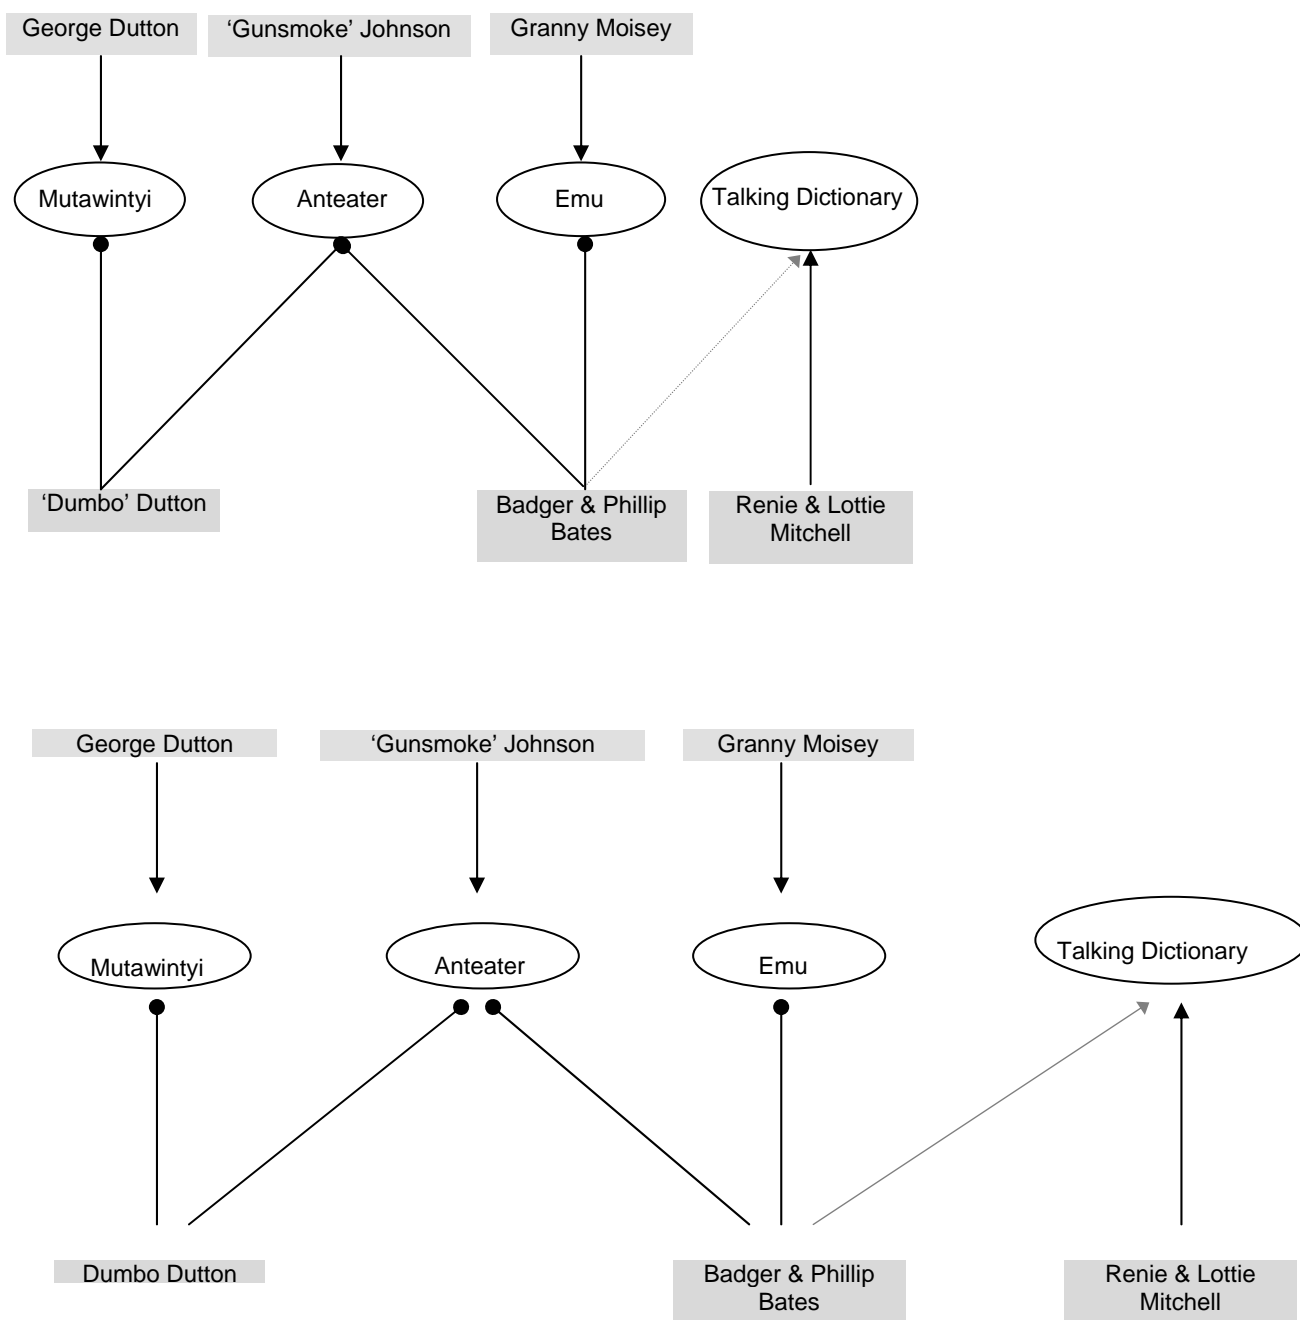 George Dutton
‘Gunsmoke’ Johnson
Granny Moisey
Mutawintyi
Anteater
Emu
Talking Dictionary
‘Dumbo’ Dutton
Badger & Phillip
Bates
Renie & Lottie
Mitchell
George Dutton
‘Gunsmoke’ Johnson
Granny Moisey
Mutawintyi
Anteater
Emu
Talking Dictionary
Dumbo Dutton
Badger & Phillip
Bates
Renie & Lottie
Mitchell